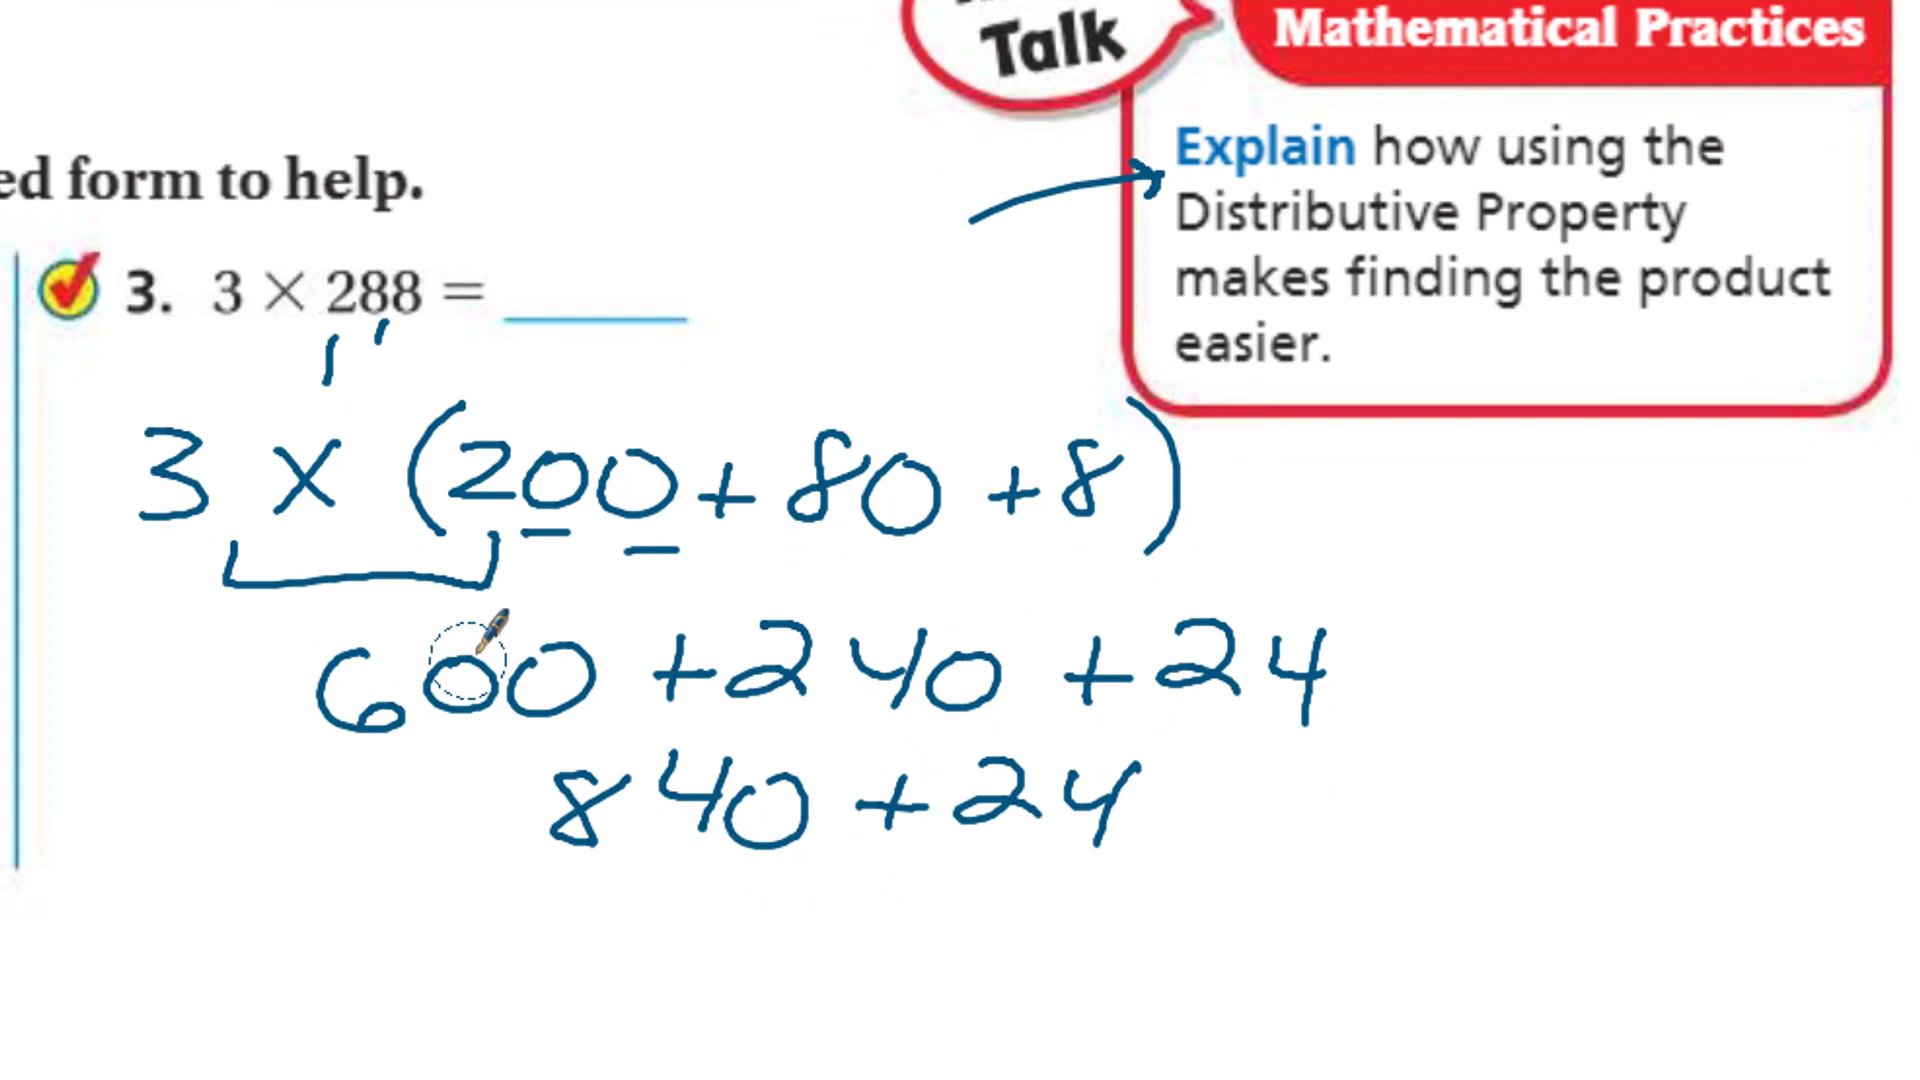 Talk
Mathematical Practices
Explain how using the
Distributive Property
makes finding the product
easier.
ed form to help.
3. 3 × 288 =
3 × (200 + 80 + 8)
600 + 240 + 24
840 + 24